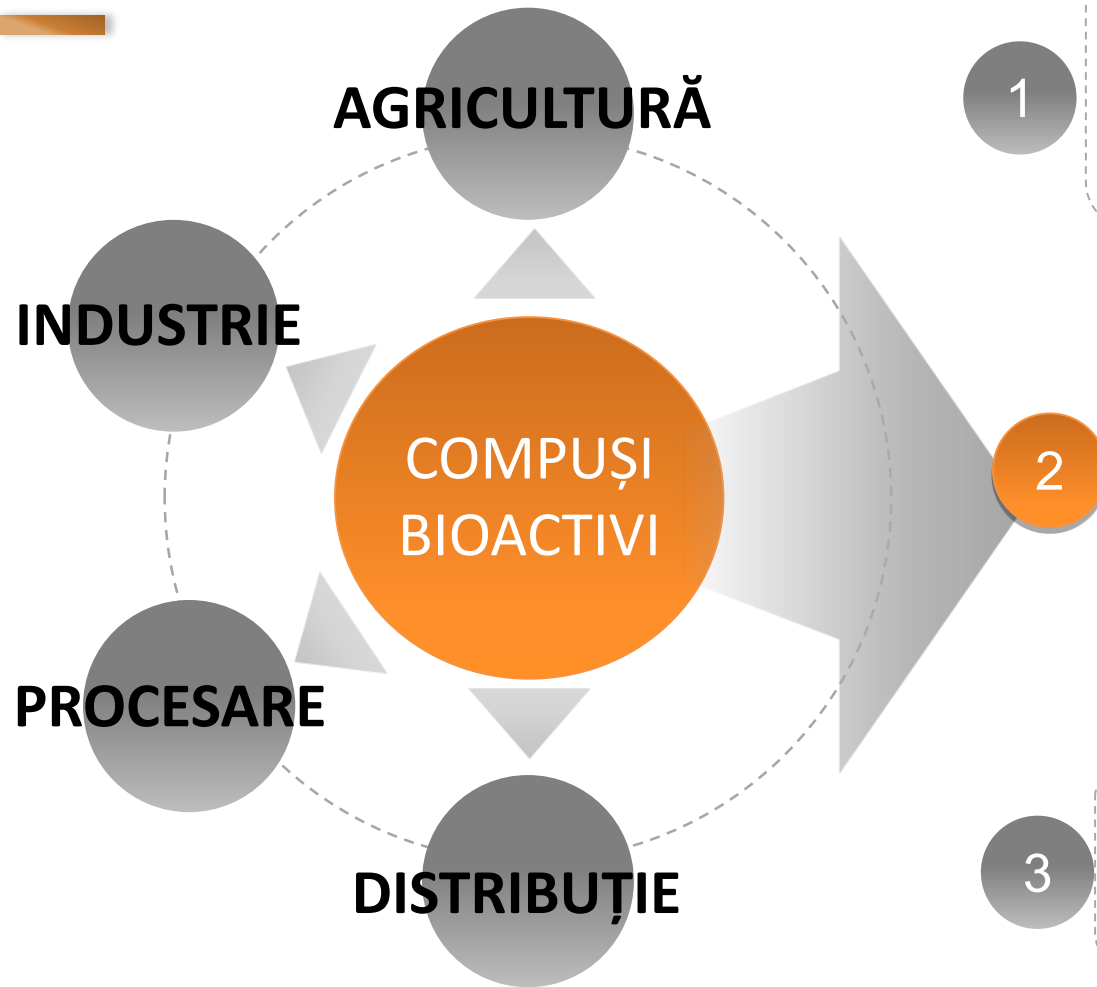 AGRICULTURĂ
1
INDUSTRIE
COMPUȘI
BIOACTIVI
2
PROCESARE
DISTRIBUȚIE
3